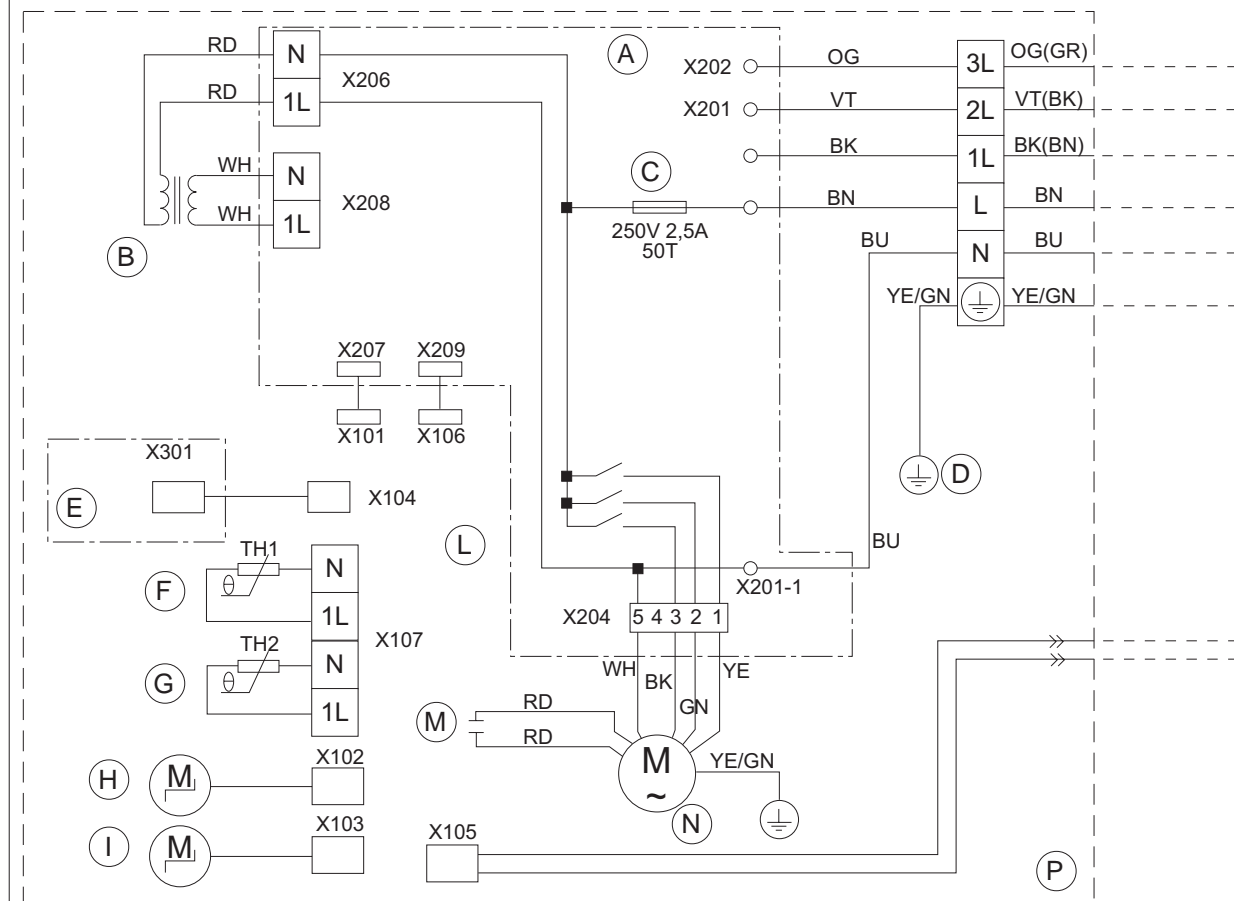 RD
N
A
X202
OG
3L
OG(GR)
X206
RD
1L
X201
VT
2L
VT(BK)
WH
N
BK
1L
BK(BN)
C
X208
WH
1L
BN
L
BN
250V 2,5A
50T
B
BU
N
BU
YE/GN
YE/GN
X207
X209
X101
X106
X301
D
E
X104
L
BU
TH1
θ
N
F
1L
X201-1
X204
5 4 3 2 1
X107
TH2
θ
N
G
1L
WH
BK
YE
GN
RD
M
RD
M
~
YE/GN
N
X102
H
M
X103
I
M
X105
P